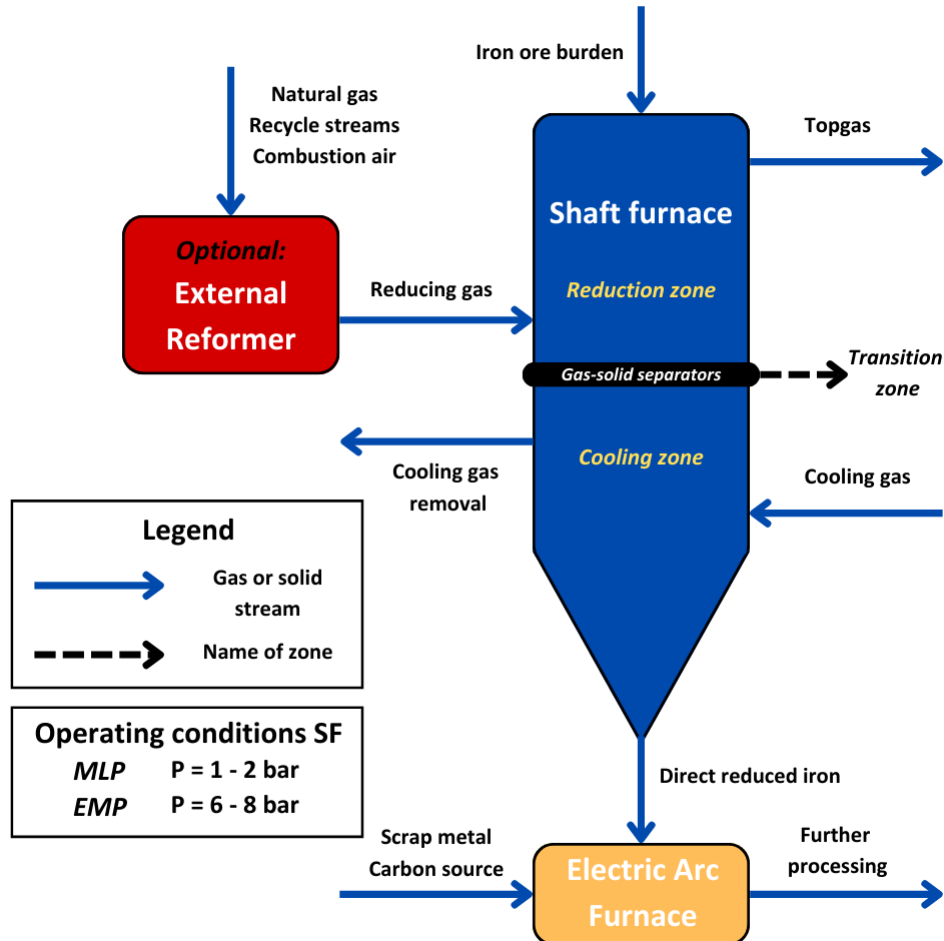 Iron ore burden
Natural gas
Recycle streams
Combustion air
Topgas
Shaft furnace
Optional:
External
Reformer
Reducing gas
Reduction zone
Gas-solid separators
Transition
zone
Cooling zone
Cooling gas
removal
Cooling gas
Legend
Gas or solid
stream
Name of zone
Operating conditions SF
MLP P = 1 - 2 bar
EMP P = 6 - 8 bar
Direct reduced iron
Scrap metal
Carbon source
Electric Arc
Furnace
Further
processing